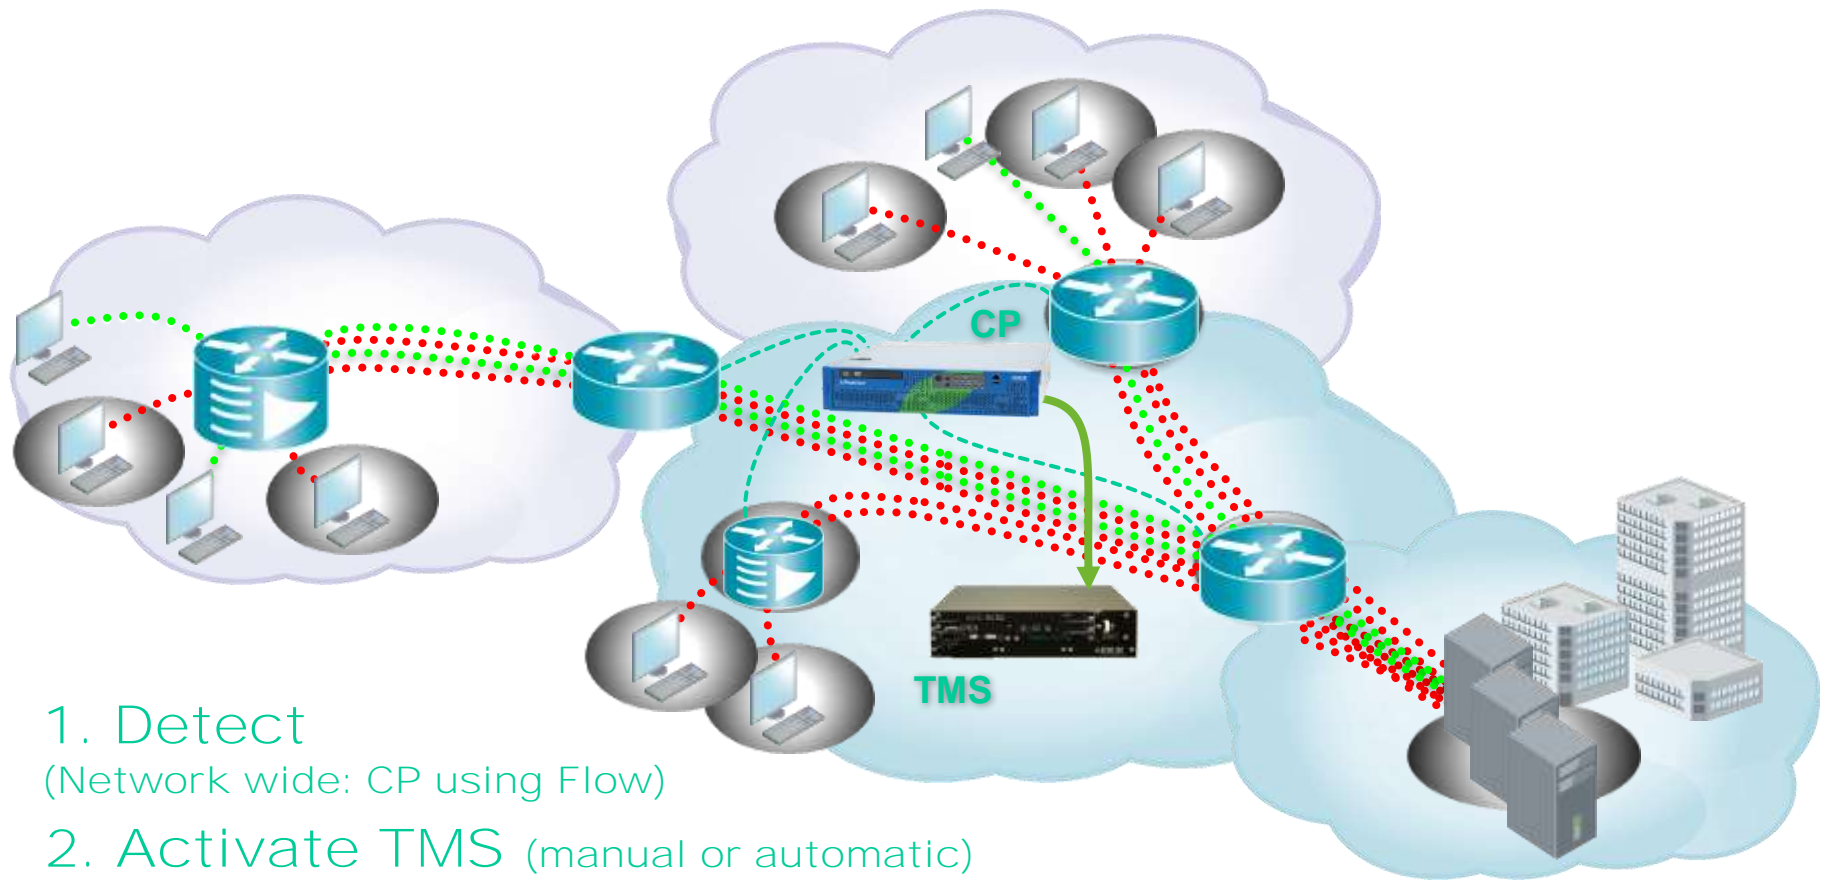 CP
TMS
1. Detect
(Network wide: CP using Flow)
2. Activate TMS (manual or automatic)